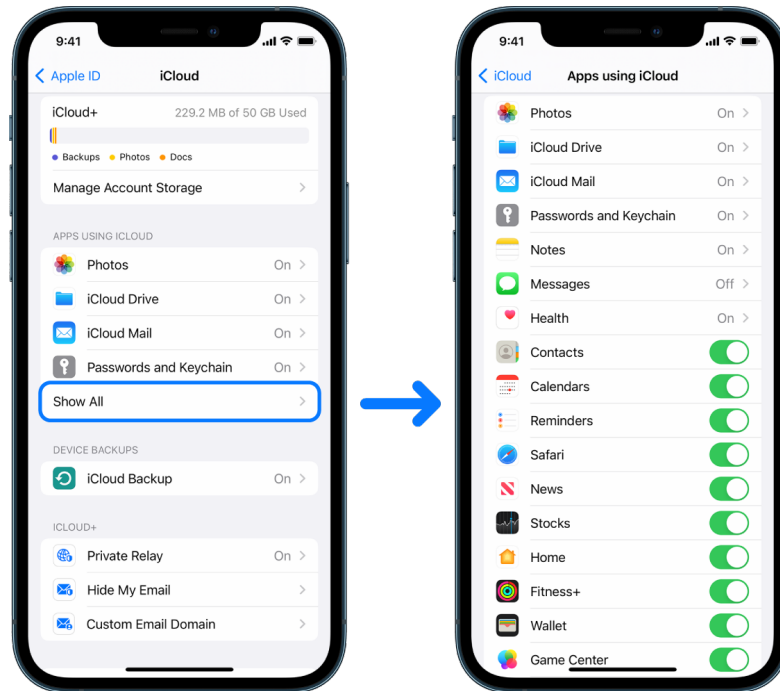 9:41
Apple ID
iCloud
iCloud+
229.2 MB of 50 GB Used
Backups
Photos
Docs
Manage Account Storage
APPS USING ICLOUD
Photos
On
iCloud Drive
On
iCloud Mail
On
Passwords and Keychain
On
Show All
DEVICE BACKUPS
iCloud Backup
On
ICLOUD+
Private Relay
On
Hide My Email
Custom Email Domain
9:41
iCloud
Apps using iCloud
Photos
On
iCloud Drive
On
iCloud Mail
On
Passwords and Keychain
On
Notes
On
Messages
Off
Health
On
Contacts
Calendars
Reminders
Safari
News
Stocks
Home
Fitness+
Wallet
Game Center